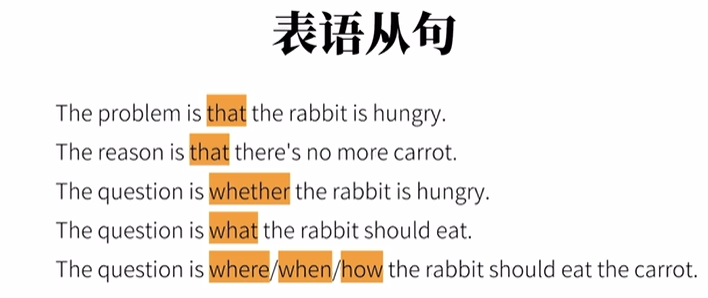 表语从句
The problem is that the rabbit is hungry.
The reason is that there's no more carrot.
The question is whether the rabbit is hungry.
The question is what the rabbit should eat.
The question is where/when/how the rabbit should eat the carrot.